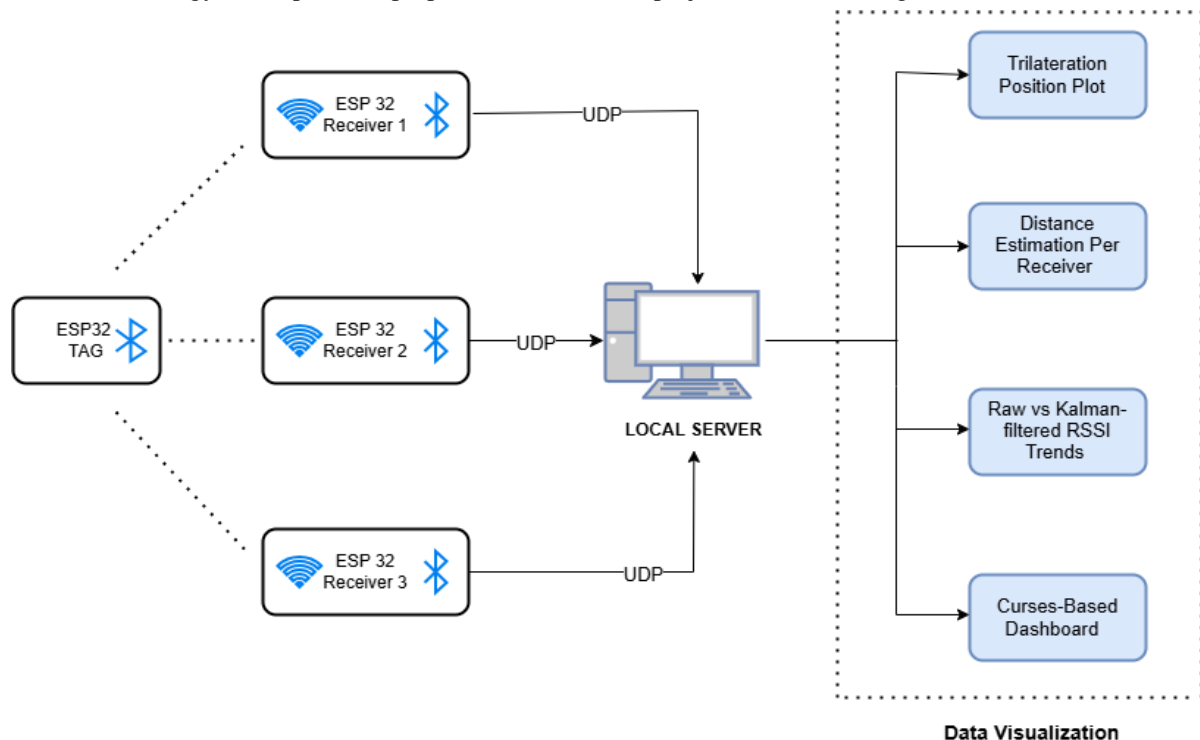 ESP 32
Receiver 1
UDP
ESP32
TAG
ESP 32
Receiver 2
UDP
LOCAL SERVER
ESP 32
Receiver 3
UDP
Trilateration
Position Plot
Distance
Estimation Per
Receiver
Raw vs Kalman-
filtered RSSI
Trends
Curses-Based
Dashboard
Data Visualization